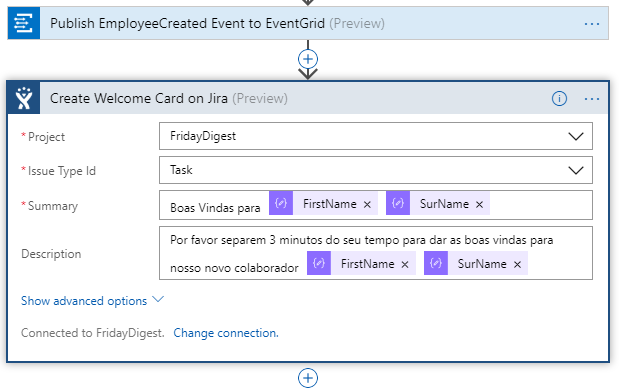 Publish EmployeeCreated Event to EventGrid (Preview)
Create Welcome Card on Jira (Preview)
* Project FridayDigest
* Issue Type Id Task
* Summary Boas Vindas para FirstName × SurName ×
Por favor separem 3 minutos do seu tempo para dar as boas vindas para
Description
nosso novo colaborador FirstName × SurName ×
Show advanced options
Connected to FridayDigest. Change connection.